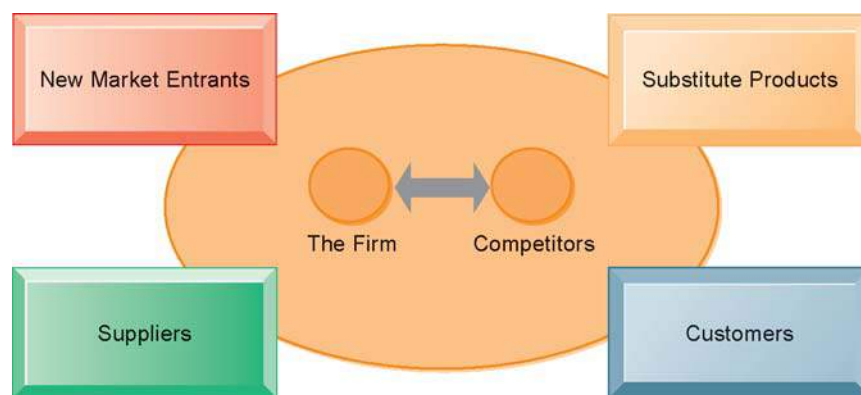 New Market Entrants
Substitute Products
The Firm
Competitors
Suppliers
Customers